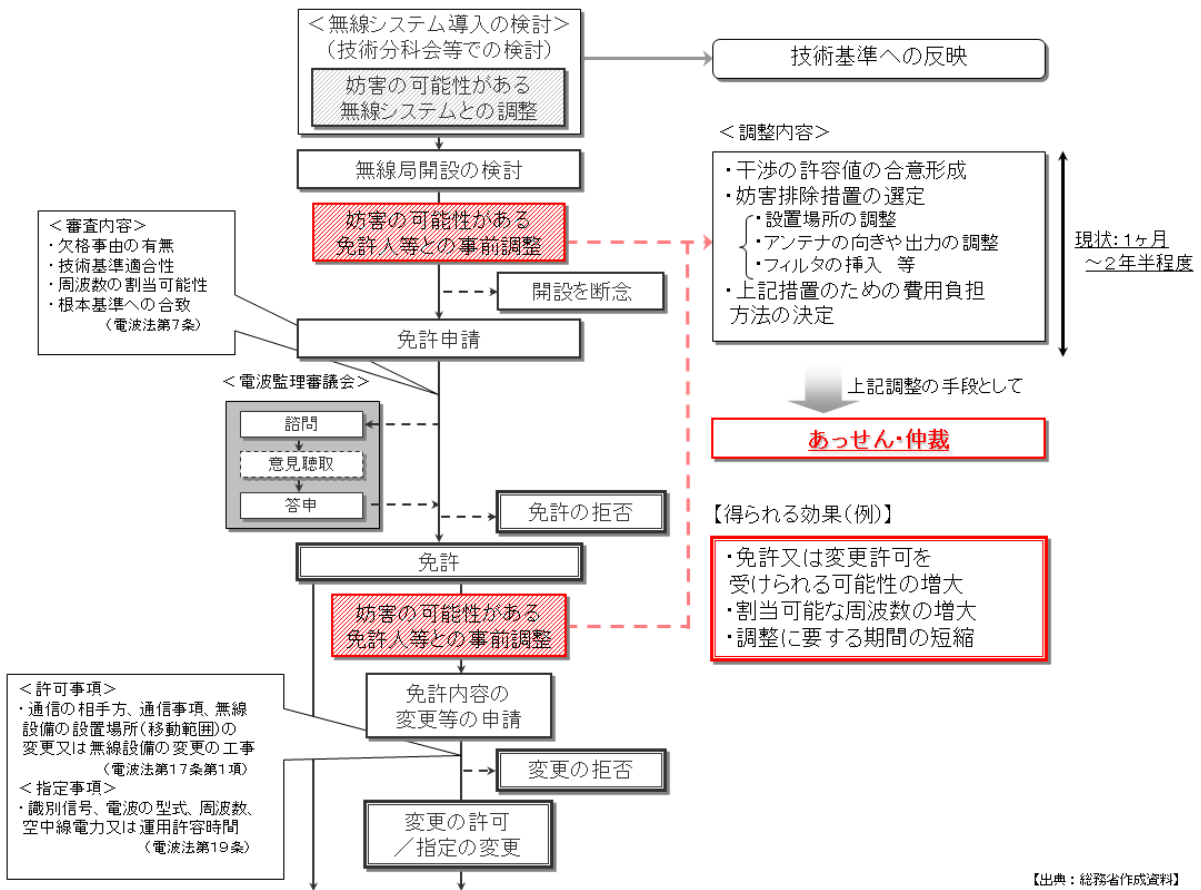 ＜無線システム導入の検討＞
（技術分科会等での検討）
妨害の可能性がある
無線システムとの調整
技術基準への反映
無線局開設の検討
妨害の可能性がある
免許人等との事前調整
＜調整内容＞
・干渉の許容値の合意形成
・妨害排除措置の選定
・設置場所の調整
・アンテナの向きや出力の調整
・フィルタの挿入　等
・上記措置のための費用負担
方法の決定
現状：１ヶ月
～２年半程度
＜審査内容＞
・欠格事由の有無
・技術基準適合性
・周波数の割当可能性
・根本基準への合致
（電波法第７条）
開設を断念
免許申請
＜電波監理審議会＞
諮問
意見聴取
答申
上記調整の手段として
あっせん・仲裁
免許の拒否
免許
【得られる効果（例）】
・免許又は変更許可を
受けられる可能性の増大
・割当可能な周波数の増大
・調整に要する期間の短縮
妨害の可能性がある
免許人等との事前調整
免許内容の
変更等の申請
＜許可事項＞
・通信の相手方、通信事項、無線
設備の設置場所（移動範囲）の
変更又は無線設備の変更の工事
（電波法第１７条第１項）
＜指定事項＞
・識別信号、電波の型式、周波数、
空中線電力又は運用許容時間
（電波法第１９条）
変更の拒否
変更の許可
／指定の変更
【出典：総務省作成資料】